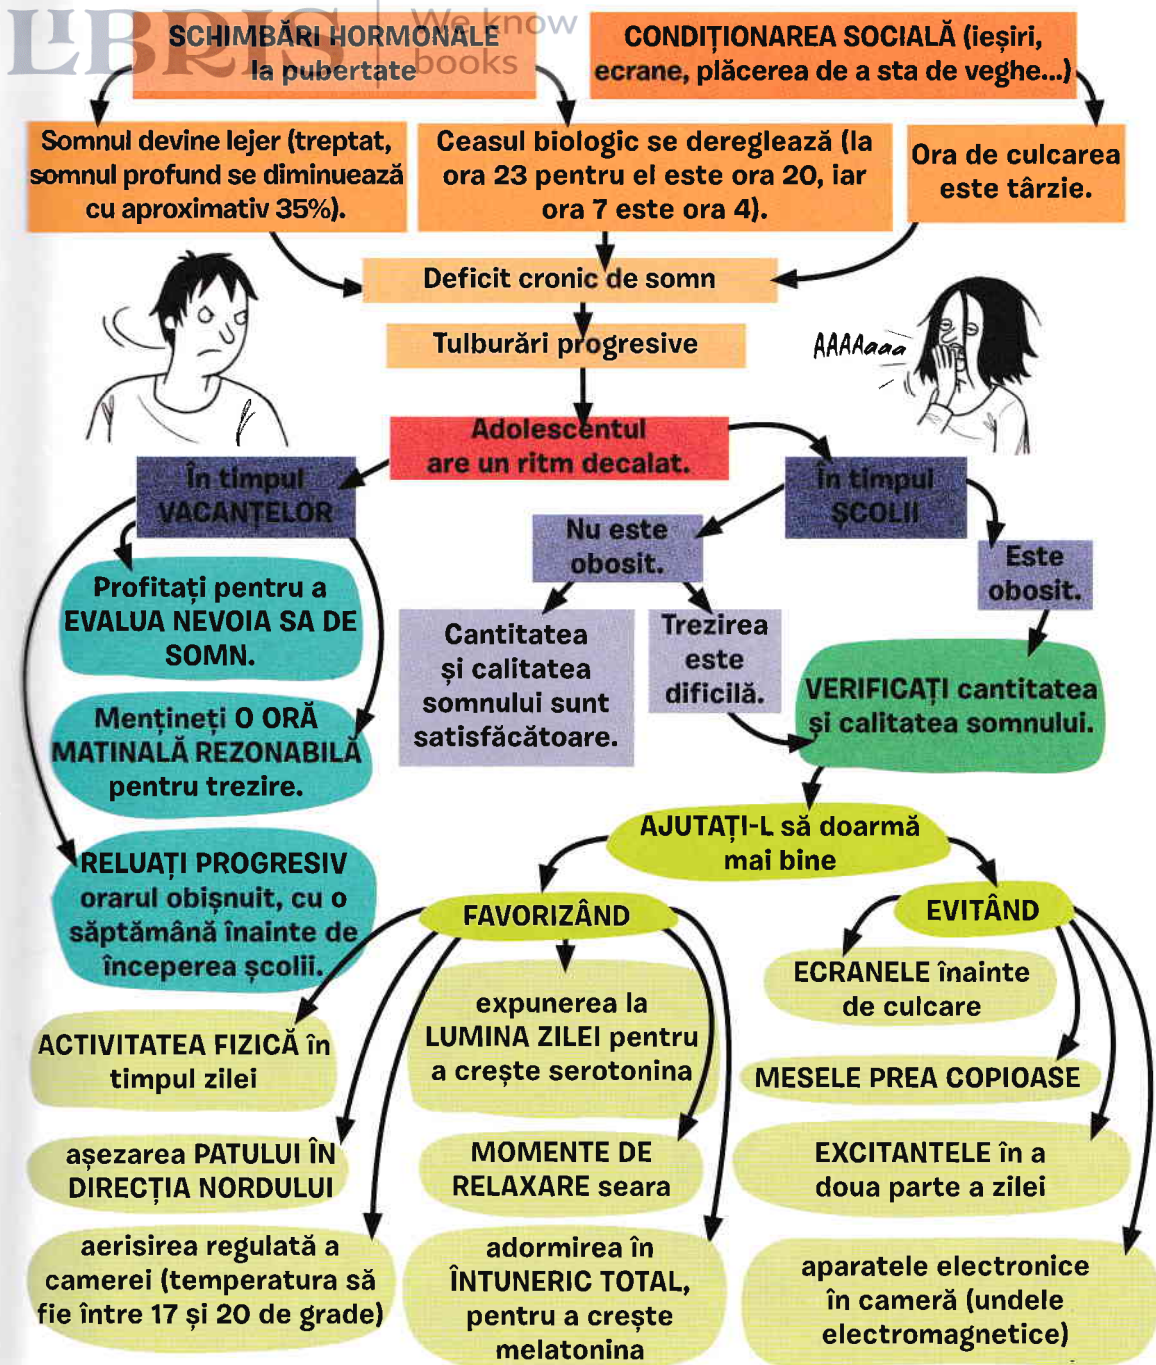 LIBRIS
We know
books
SCHIMBĂRI HORMONALE
la pubertate
CONDIȚIONAREA SOCIALĂ (ieșiri,
ecrane, plăcerea de a sta de veghe...)
Somnul devine lejer (treptat,
somnul profund se diminuează
cu aproximativ 35%).
Ceasul biologic se dereglează (la
ora 23 pentru el este ora 20, iar
ora 7 este ora 4).
Ora de culcarea
este târzie.
Deficit cronic de somn
Tulburări progresive
AAAAaaa
Adolescentul
are un ritm decalat.
În timpul
VACANȚELOR
În timpul
ȘCOLII
Nu este
obosit.
Este
obosit.
Profitați pentru a
EVALUA NEVOIA SA DE
SOMN.
Cantitatea
și calitatea
somnului sunt
satisfăcătoare.
Trezirea
este
dificilă.
VERIFICAȚI cantitatea
și calitatea somnului.
Mențineți O ORĂ
MATINALĂ REZONABILĂ
pentru trezire.
RELUAȚI PROGRESIV
orarul obișnuit, cu o
săptămână înainte de
începerea școlii.
AJUTAȚI-L să doarmă
mai bine
FAVORIZÂND
EVITÂND
ACTIVITATEA FIZICĂ în
timpul zilei
expunerea la
LUMINA ZILEI pentru
a crește serotonina
ECRANELE înainte
de culcare
MESELE PREA COPIOASE
așezarea PATULUI ÎN
DIRECȚIA NORDULUI
MOMENTE DE
RELAXARE seara
EXCITANTELE în a
doua parte a zilei
aerisirea regulată a
camerei (temperatura să
fie între 17 și 20 de grade)
adormirea în
ÎNTUNERIC TOTAL,
pentru a crește
melatonina
aparatele electronice
în cameră (undele
electromagnetice)